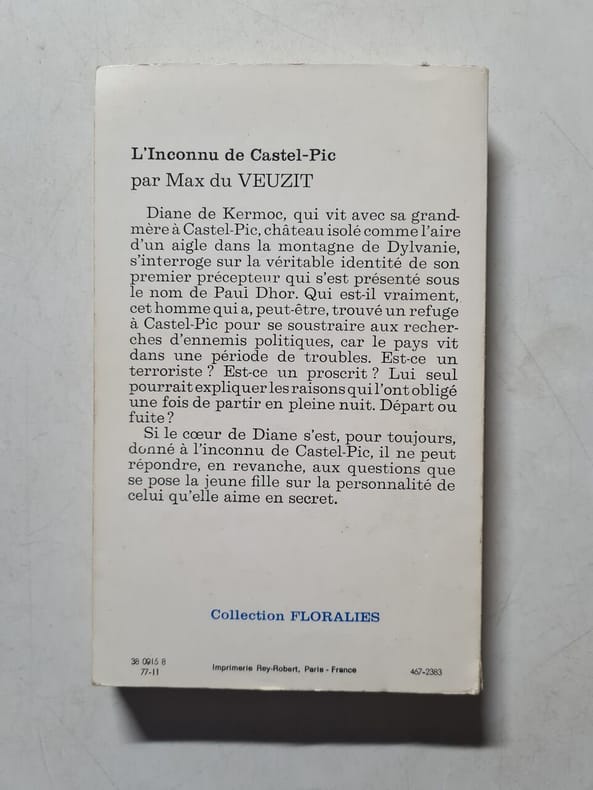 L'Inconnu de Castel-Pic
par Max du VEUZIT
Diane de Kermoc, qui vit avec sa grand-
mère à Castel-Pic, château isolé comme l'aire
d'un aigle dans la montagne de Dylvanie,
s'interroge sur la véritable identité de son
premier précepteur qui s'est présenté sous
le nom de Paul Dhor. Qui est-il vraiment,
cet homme qui a, peut-être, trouvé un refuge
à Castel-Pic pour se soustraire aux recher-
ches d'ennemis politiques, car le pays vit
dans une période de troubles. Est-ce un
terroriste ? Est-ce un proscrit ? Lui seul
pourrait expliquer les raisons qui l'ont obligé
une fois de partir en pleine nuit. Départ ou
fuite ?
Si le cœur de Diane s'est, pour toujours,
donné à l'inconnu de Castel-Pic, il ne peut
répondre, en revanche, aux questions que
se pose la jeune fille sur la personnalité de
celui qu'elle aime en secret.
Collection FLORALIES
38 0915 8
77-11
Imprimerie Rey-Robert, Paris - France
467-2383